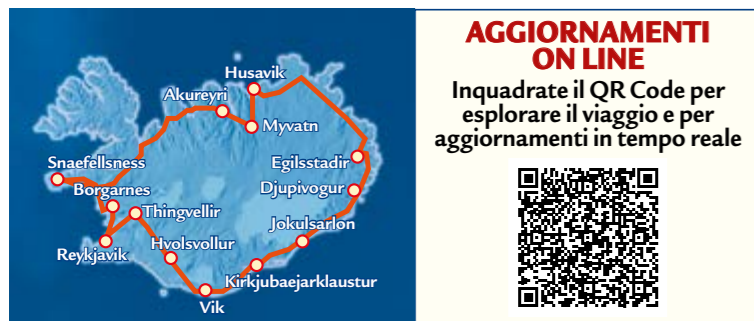 Husavik
Akureyri
Myvatn
Snaefellsness
Egilsstadir
Borgarnes
Djupivogur
Thingvellir
Jokulsarlon
Hvolsvollur
Reykjavik
Kirkjubaejarklaustur
Vik
AGGIORNAMENTI
ON LINE
Inquadrate il QR Code per
esplorare il viaggio e per
aggiornamenti in tempo reale